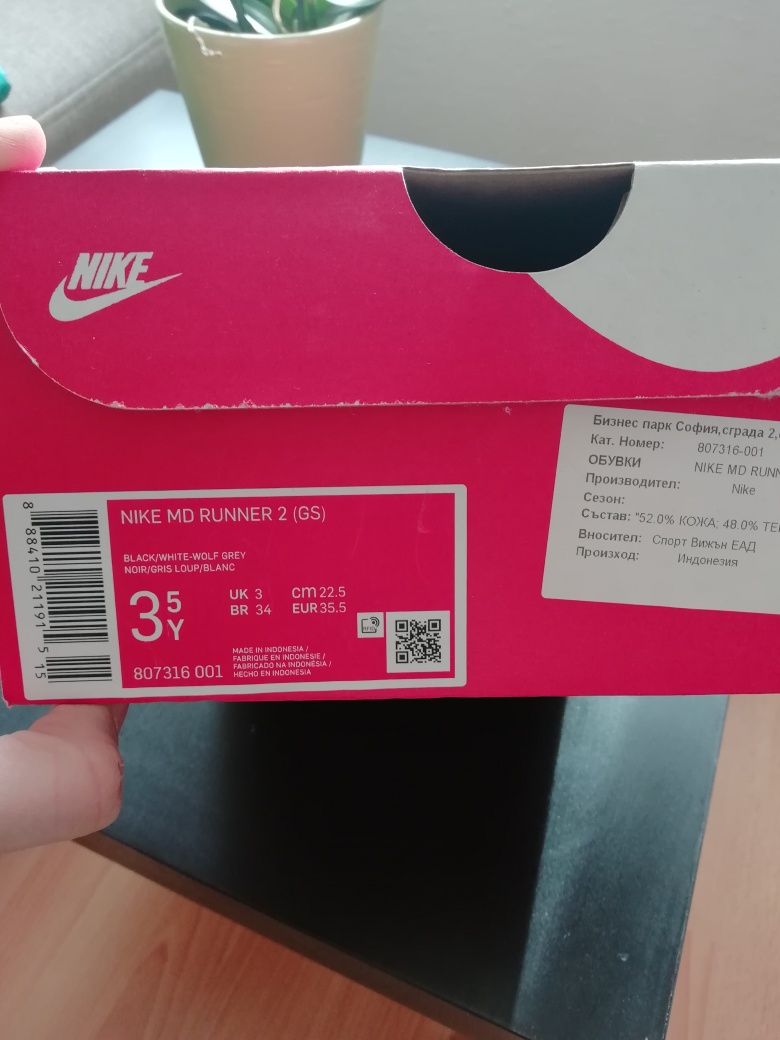 NIKE
Бизнес парк София,сграда 2,
Кат. Номер: 807316-001
ОБУВКИ NIKE MD RUNN
Производител: Nike
Сезон:
Състав: "52.0% КОЖА; 48.0% ТЕ
Вносител: Спорт Вижън ЕАД
Произход: Индонезия
NIKE MD RUNNER 2 (GS)
BLACK/WHITE-WOLF GREY
NOIR/GRIS LOUP/BLANC
3 5 Y
UK 3 cm 22.5
BR 34 EUR 35.5
RFID
MADE IN INDONESIA /
FABRIQUE EN INDONESIE /
FABRICADO NA INDONÉSIA /
HECHO EN INDONESIA
807316 001
8 88410 21191 5 15